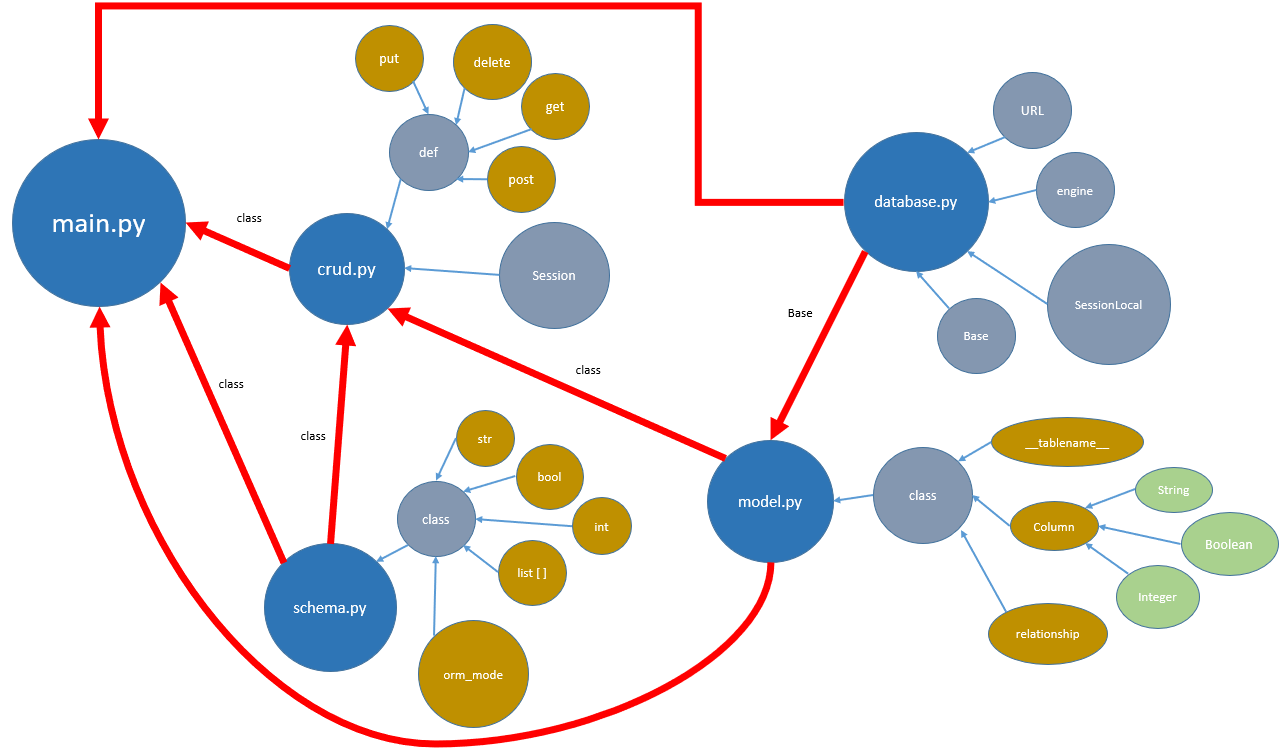 put
delete
get
URL
def
post
engine
main.py
class
database.py
crud.py
Session
SessionLocal
Base
Base
class
class
class
str
__tablename__
bool
String
class
class
model.py
int
Column
Boolean
list [ ]
Integer
schema.py
relationship
orm_mode